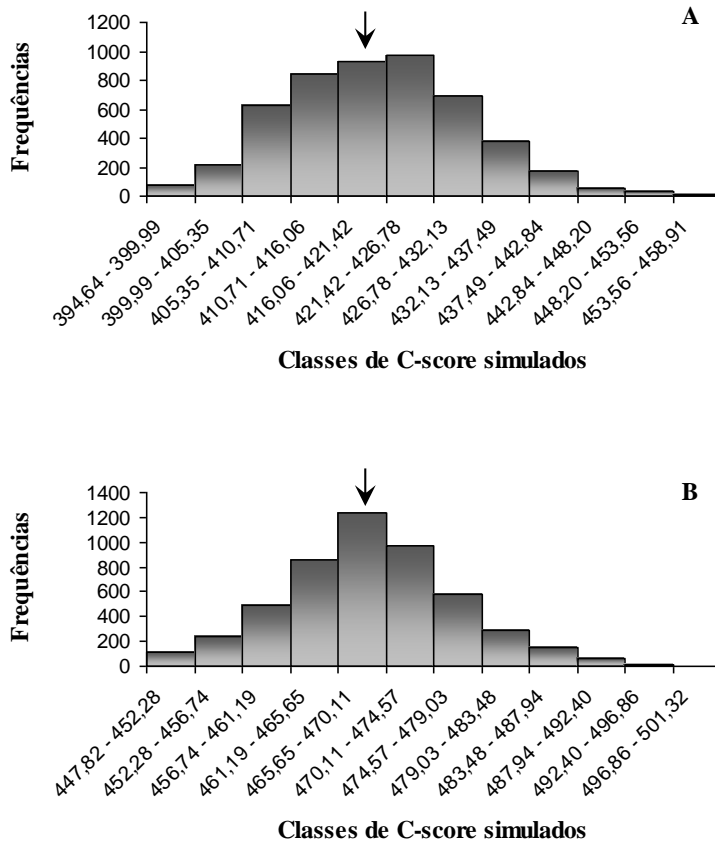 A
Frequências
1200
1000
800
600
400
200
0
394,64 - 399,99
399,99 - 405,35
405,35 - 410,71
410,71 - 416,06
416,06 - 421,42
421,42 - 426,78
426,78 - 432,13
432,13 - 437,49
437,49 - 442,84
442,84 - 448,20
448,20 - 453,56
453,56 - 458,91
Classes de C-score simulados
B
Frequências
1400
1200
1000
800
600
400
200
0
447,82 - 452,28
452,28 - 456,74
456,74 - 461,19
461,19 - 465,65
465,65 - 470,11
470,11 - 474,57
474,57 - 479,03
479,03 - 483,48
483,48 - 487,94
487,94 - 492,40
492,40 - 496,86
496,86 - 501,32
Classes de C-score simulados